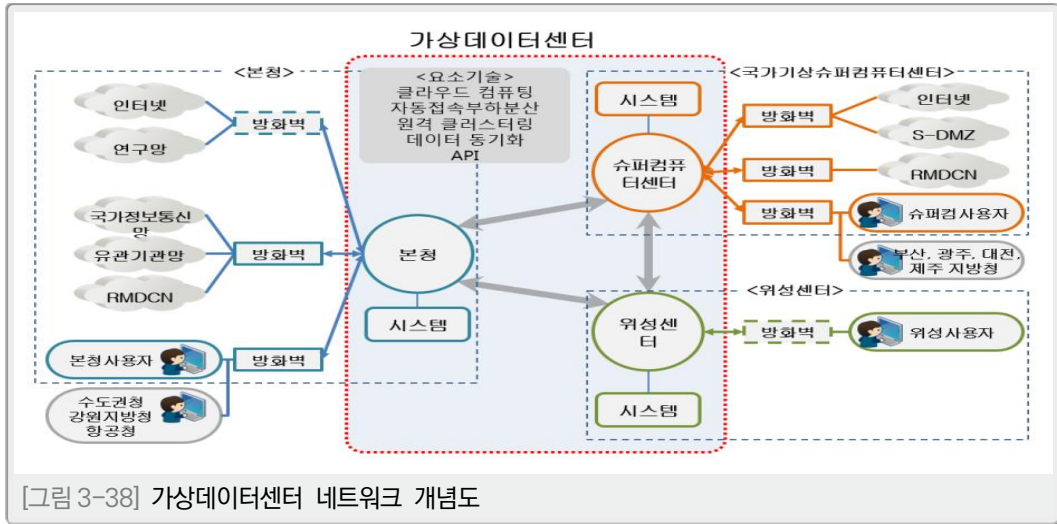 가상데이터센터
<본청>
인터넷
연구망
방화벽
국가정보통신
망
유관기관망
RMDCN
방화벽
본청사용자
방화벽
수도권청
강원지방청
항공청
<요소기술>
클라우드 컴퓨팅
자동접속부하분산
원격 클러스터링
데이터 동기화
API
본청
시스템
<국가기상슈퍼컴퓨터센터>
시스템
슈퍼컴퓨
터센터
방화벽
인터넷
S-DMZ
방화벽
RMDCN
방화벽
슈퍼컴사용자
부산, 광주, 대전,
제주 지방청
<위성센터>
위성센
터
방화벽
위성사용자
시스템
[그림 3-38] 가상데이터센터 네트워크 개념도